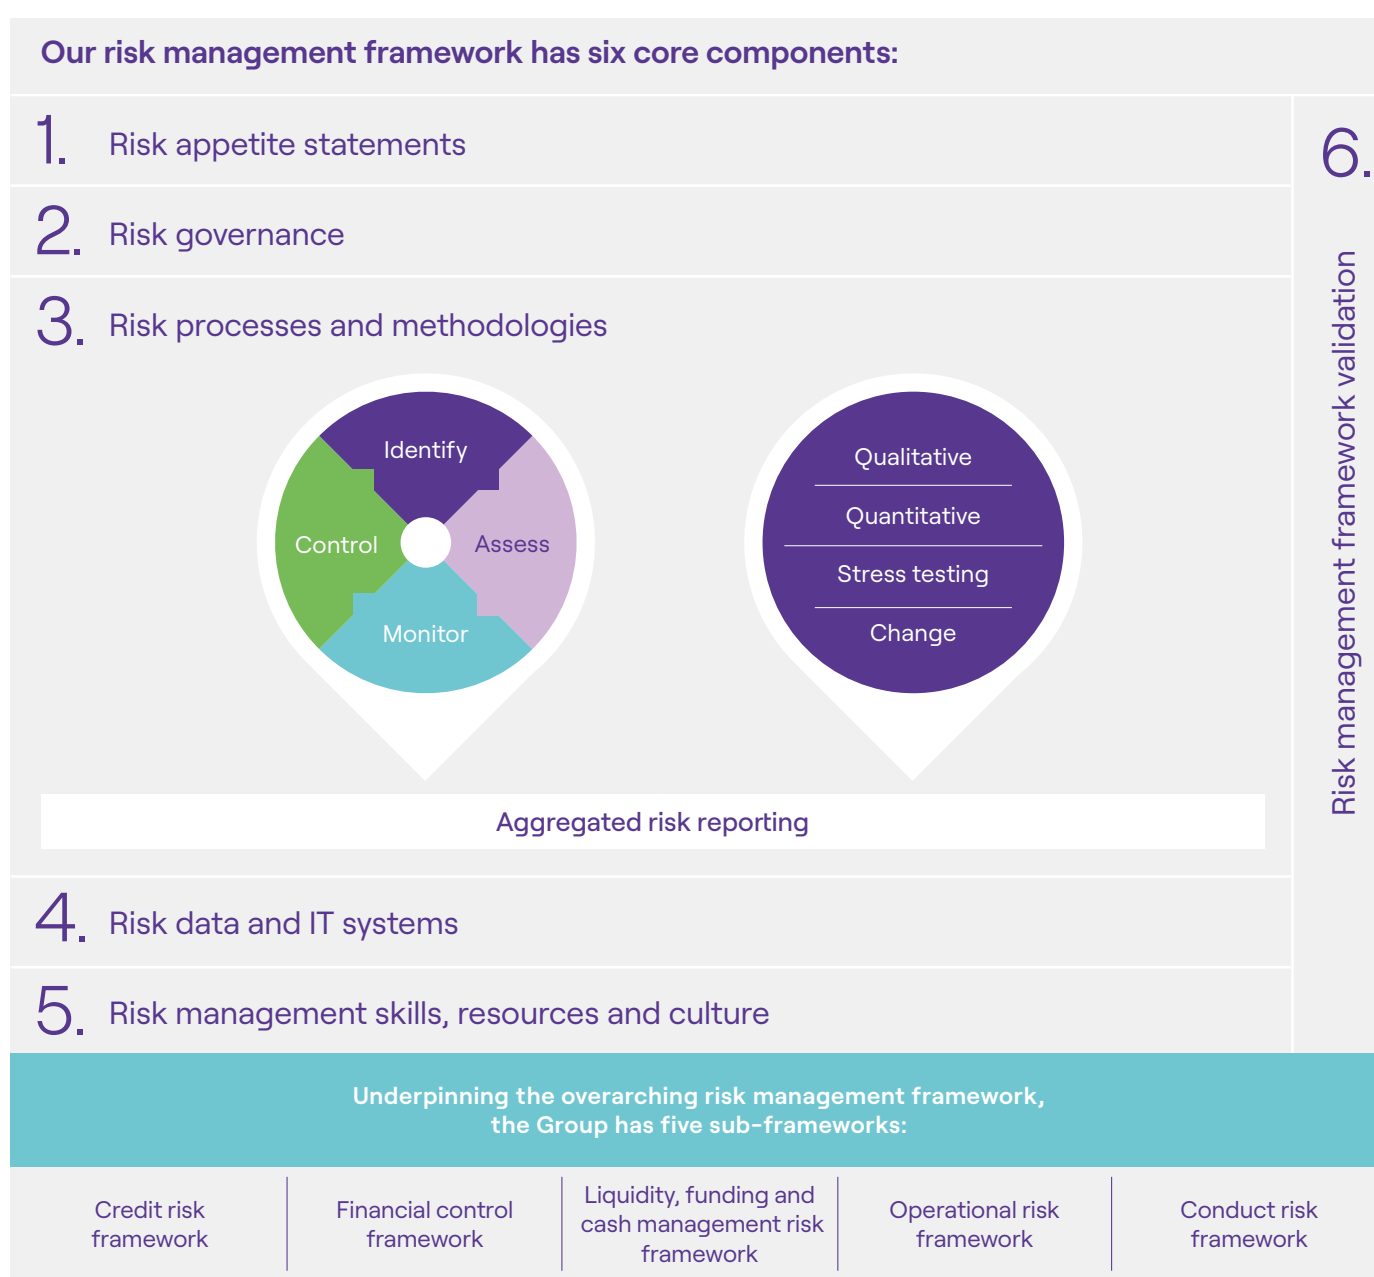 Our risk management framework has six core components:
1. Risk appetite statements
2. Risk governance
3. Risk processes and methodologies
Identify
Control
Assess
Monitor
Qualitative
Quantitative
Stress testing
Change
Aggregated risk reporting
4. Risk data and IT systems
5. Risk management skills, resources and culture
6.
Risk management framework validation
Underpinning the overarching risk management framework,
the Group has five sub-frameworks:
Credit risk
framework
Financial control
framework
Liquidity, funding and
cash management risk
framework
Operational risk
framework
Conduct risk
framework